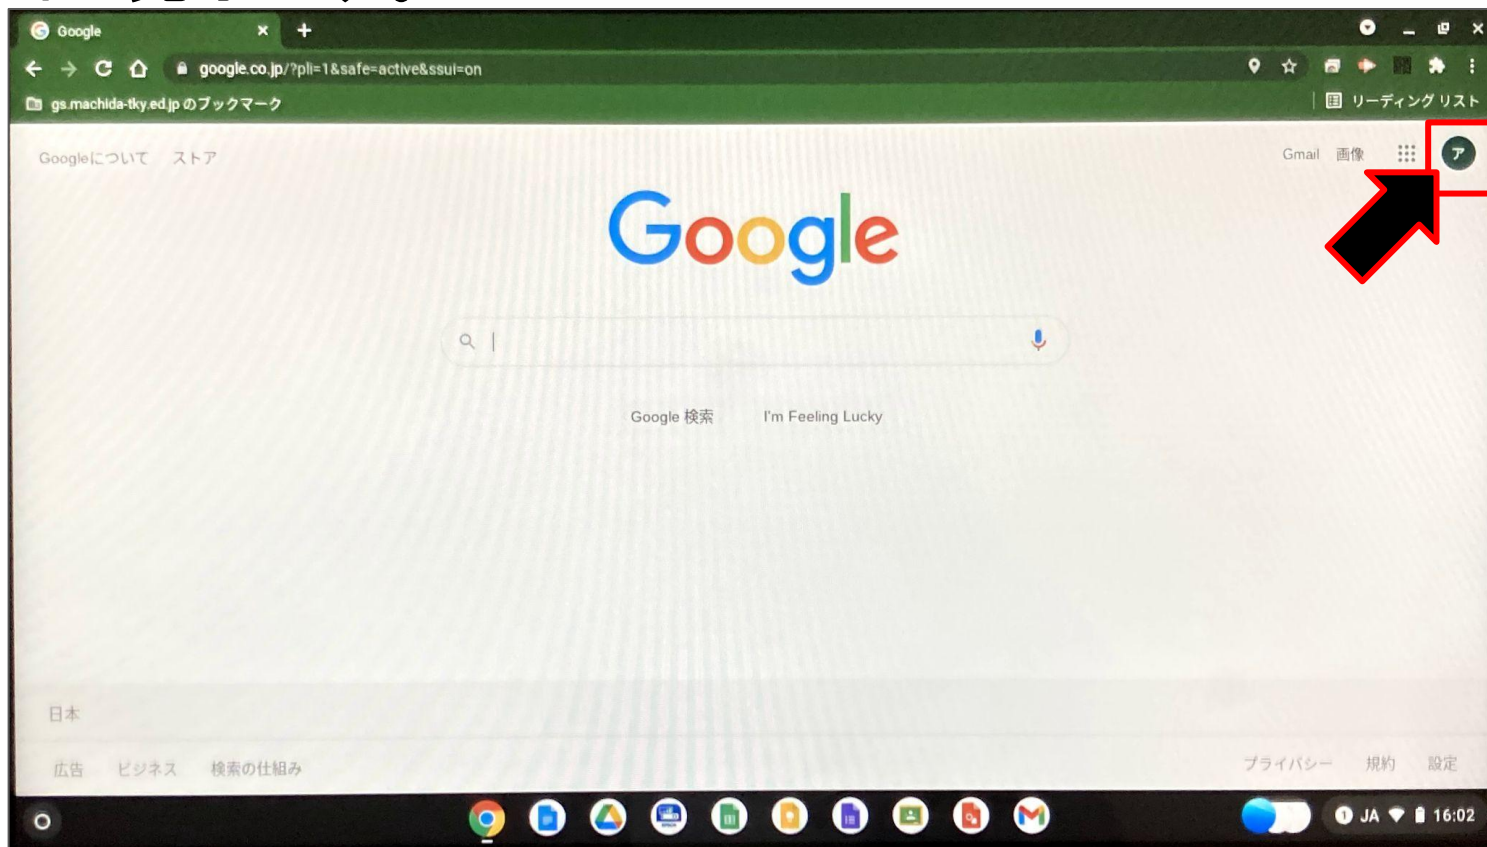 Google
google.co.jp/?pli=1&safe=active&ssui=on
gs.machida-tky.ed.jp のブックマーク
リーディング リスト
Googleについて ストア
Gmail 画像
ア
Google
Google 検索 I'm Feeling Lucky
日本
広告 ビジネス 検索の仕組み
プライバシー 規約 設定
1 JA 16:02